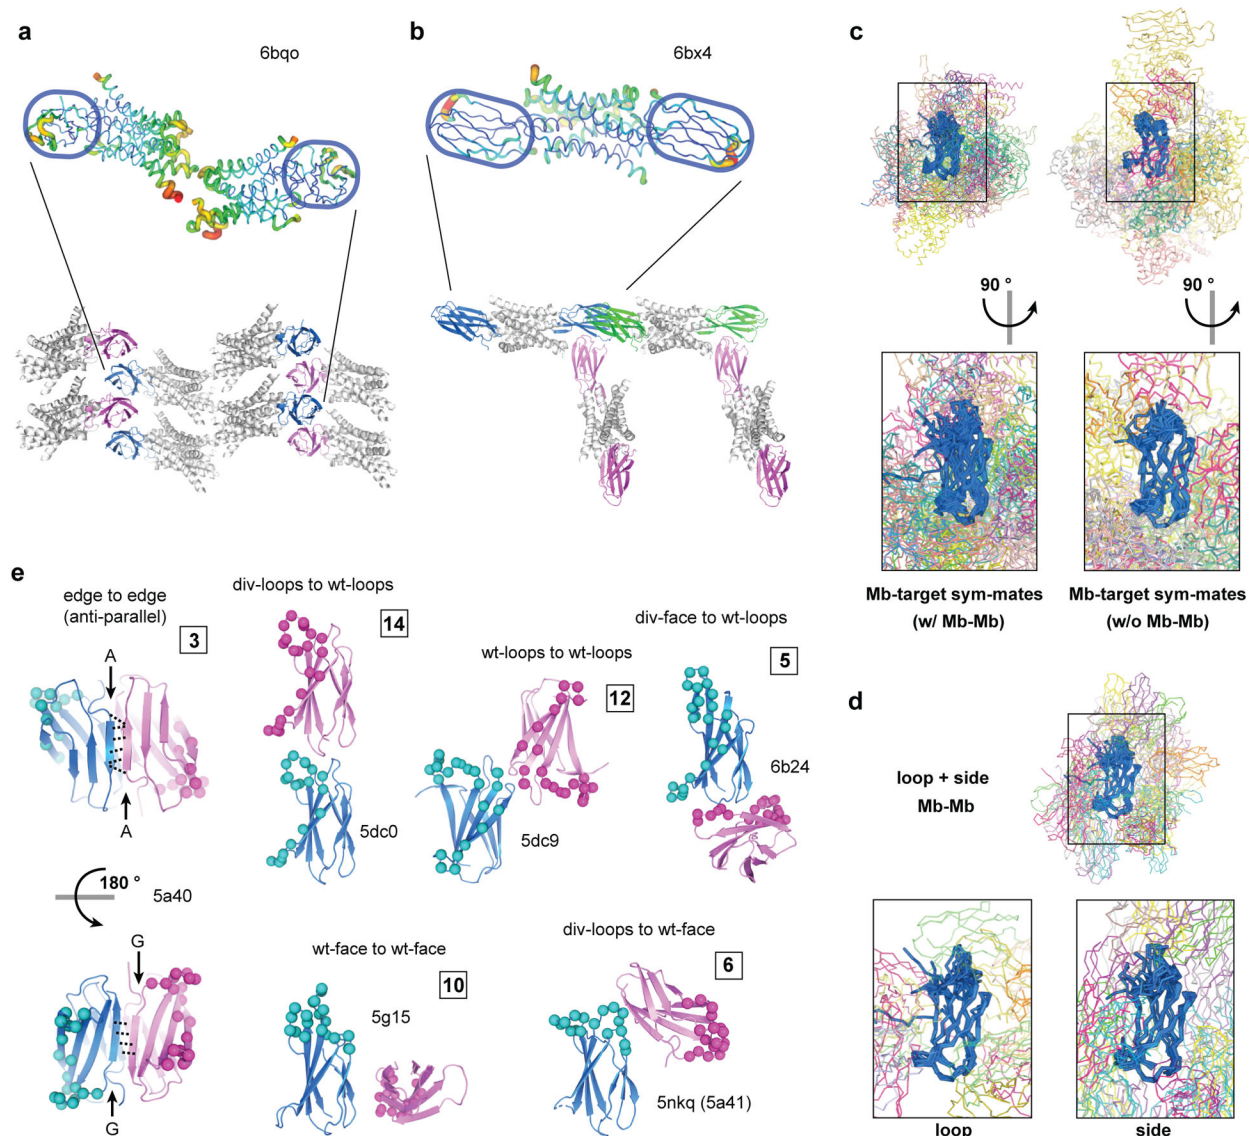 a
6bqo
b
6bx4
c
90 °
90 °
Mb-target sym-mates
(w/ Mb-Mb)
Mb-target sym-mates
(w/o Mb-Mb)
d
loop + side
Mb-Mb
loop
side
e
edge to edge
(anti-parallel)
3
A
A
180 °
5a40
G
G
div-loops to wt-loops
14
5dc0
wt-loops to wt-loops
12
5dc9
div-face to wt-loops
5
6b24
wt-face to wt-face
10
5g15
div-loops to wt-face
6
5nkq (5a41)